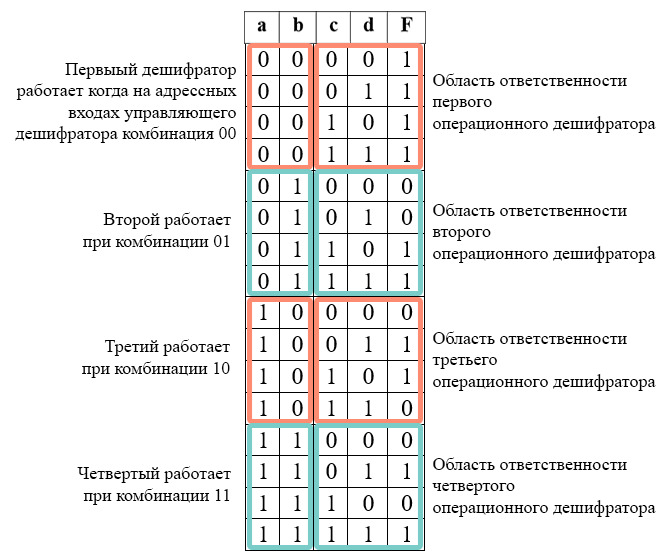 a b c d F
Первыый дешифратор
работает когда на адрессных
входах управляющего
дешифратора комбинация 00
0 0 0 0 1
0 0 0 1 1
0 0 1 0 1
0 0 1 1 1
Область ответственности
первого
операционного дешифратора
Второй работает
при комбинации 01
0 1 0 0 0
0 1 0 1 0
0 1 1 0 1
0 1 1 1 1
Область ответственности
второго
операционного дешифратора
Третий работает
при комбинации 10
1 0 0 0 0
1 0 0 1 1
1 0 1 0 1
1 0 1 1 0
Область ответственности
третьего
операционного дешифратора
Четвертый работает
при комбинации 11
1 1 0 0 0
1 1 0 1 1
1 1 1 0 0
1 1 1 1 1
Область ответственности
четвертого
операционного дешифратора